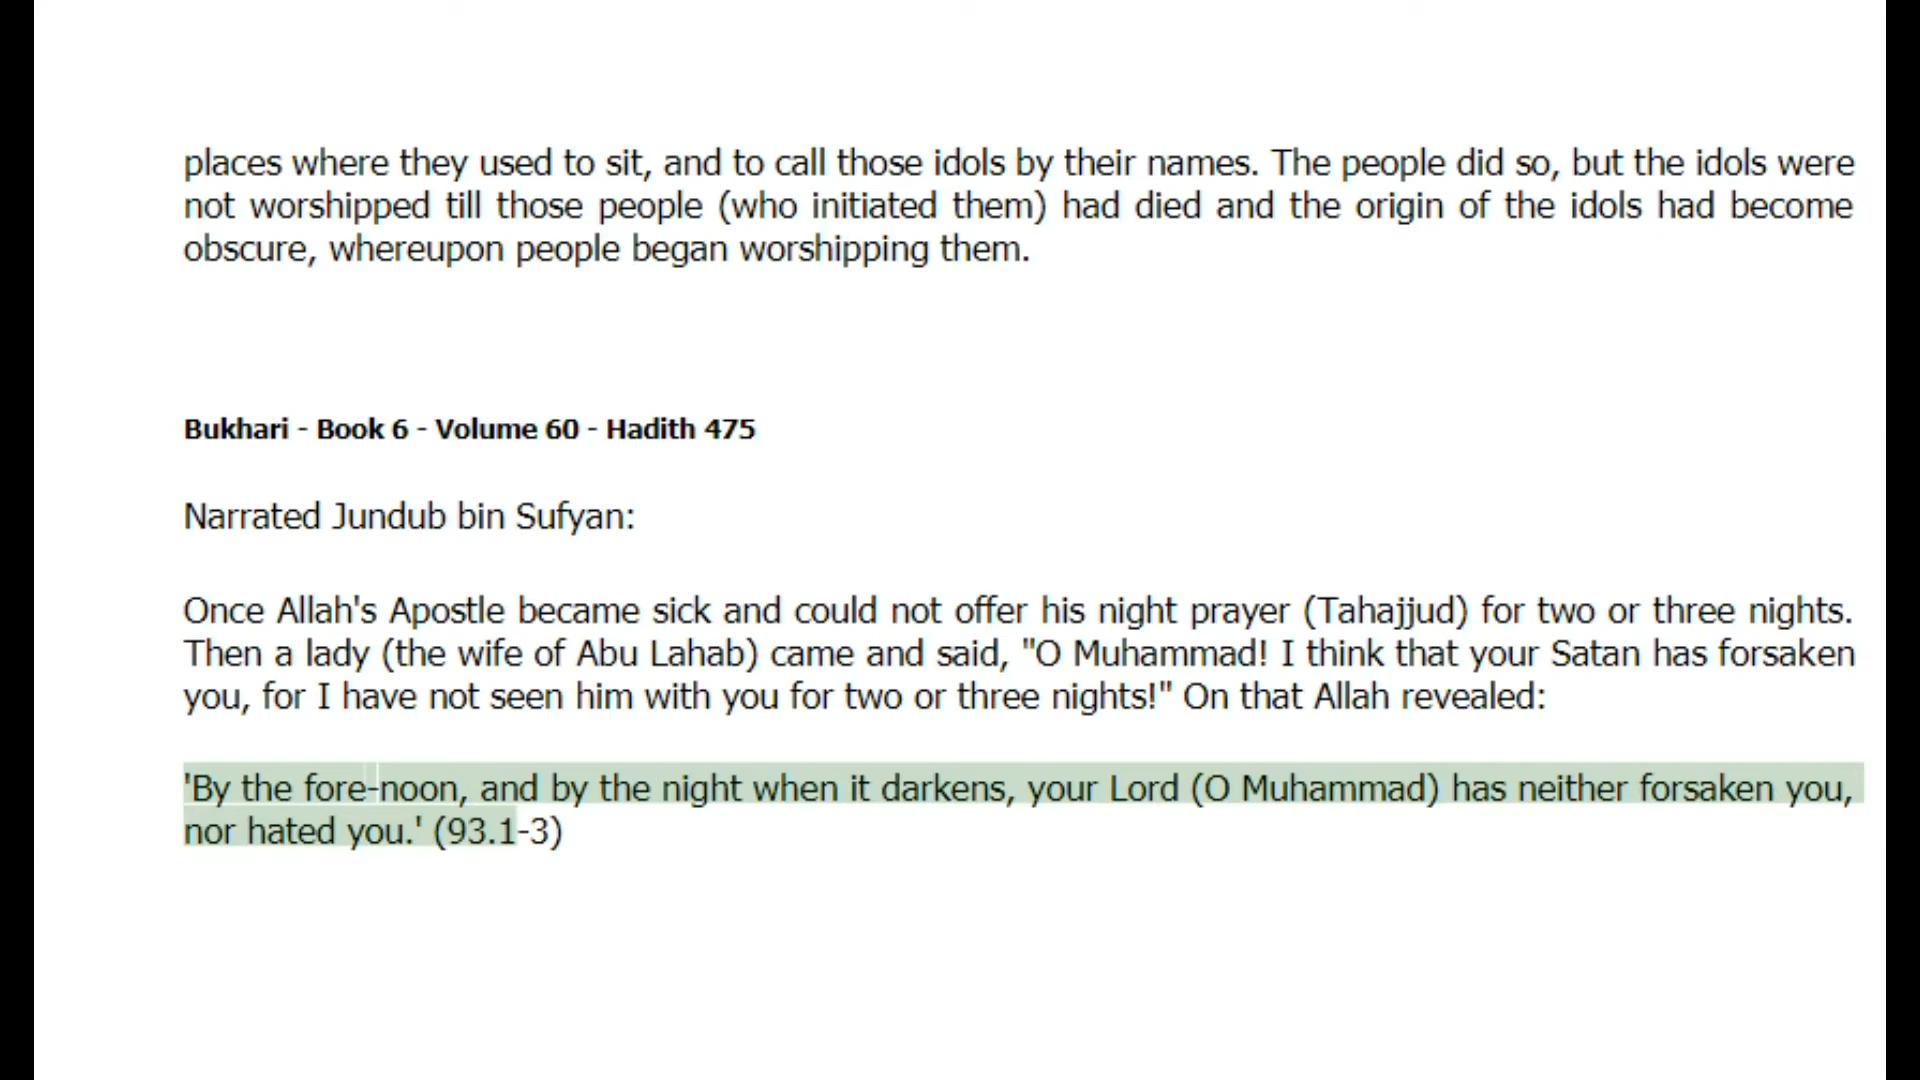 places where they used to sit, and to call those idols by their names. The people did so, but the idols were
not worshipped till those people (who initiated them) had died and the origin of the idols had become
obscure, whereupon people began worshipping them.
Bukhari - Book 6 - Volume 60 - Hadith 475
Narrated Jundub bin Sufyan:
Once Allah's Apostle became sick and could not offer his night prayer (Tahajjud) for two or three nights.
Then a lady (the wife of Abu Lahab) came and said, "O Muhammad! I think that your Satan has forsaken
you, for I have not seen him with you for two or three nights!" On that Allah revealed:
'By the fore-noon, and by the night when it darkens, your Lord (O Muhammad) has neither forsaken you,
nor hated you.' (93.1-3)